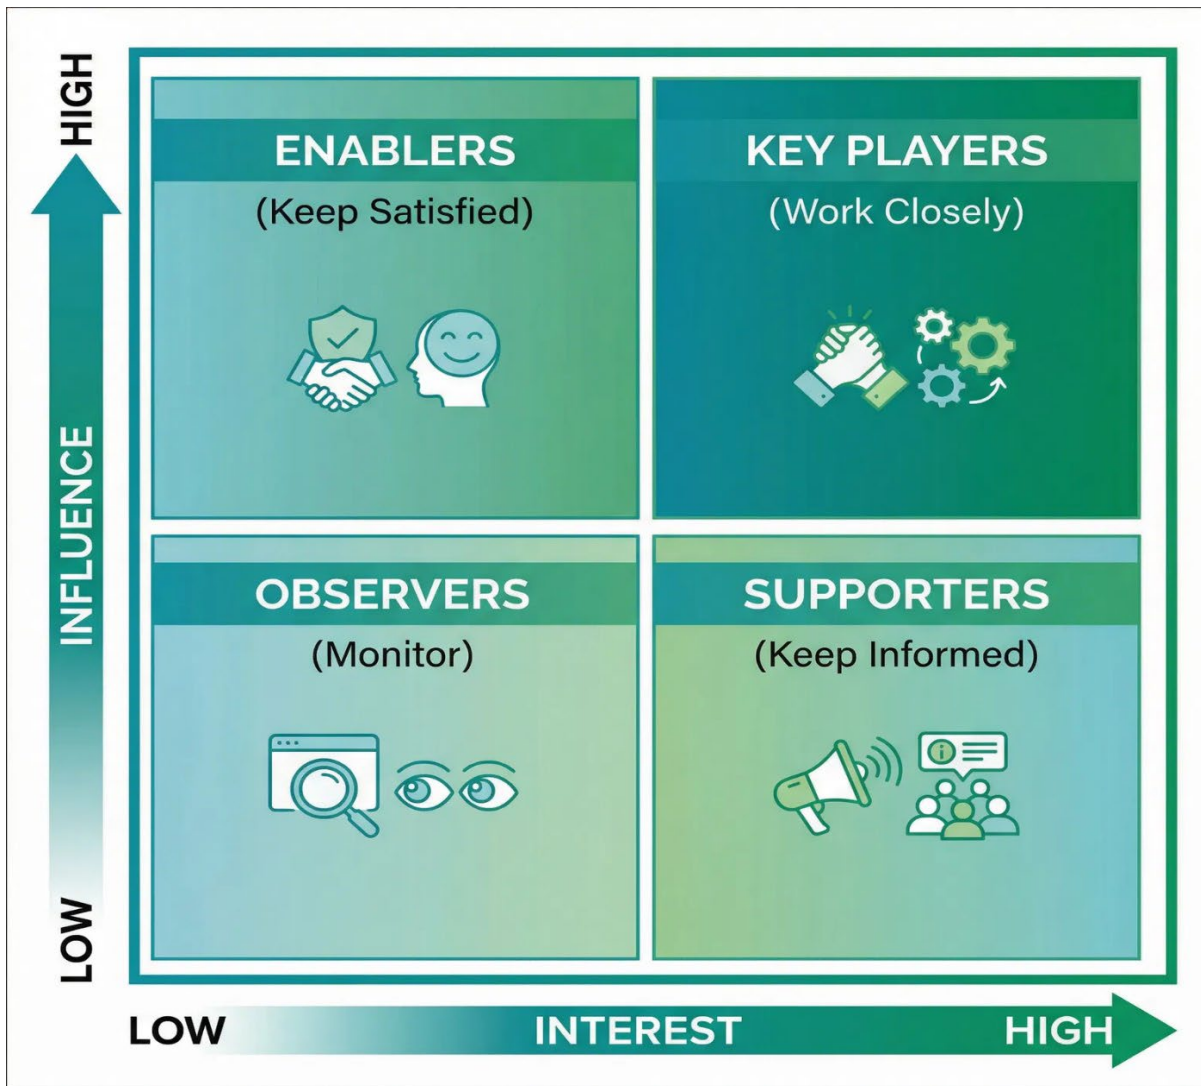 HIGH
INFLUENCE
LOW
ENABLERS
(Keep Satisfied)
KEY PLAYERS
(Work Closely)
OBSERVERS
(Monitor)
SUPPORTERS
(Keep Informed)
LOW
INTEREST
HIGH